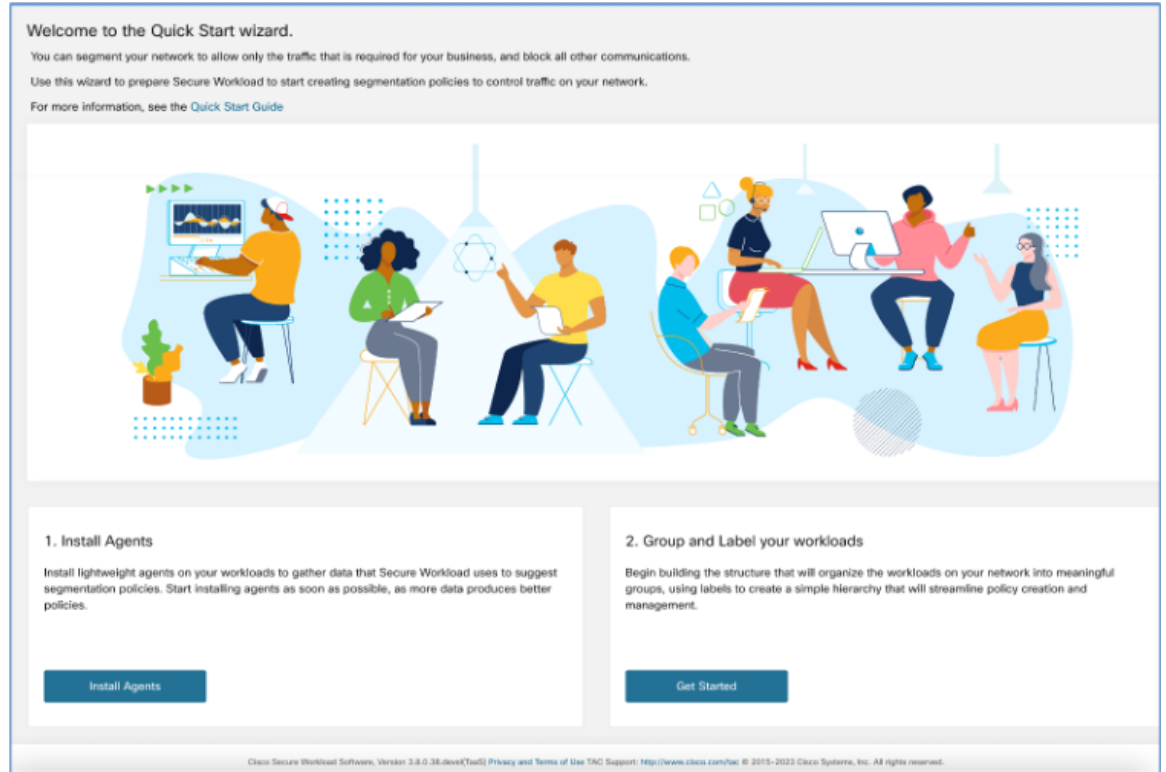 Welcome to the Quick Start wizard.
You can segment your network to allow only the traffic that is required for your business, and block all other communications.
Use this wizard to prepare Secure Workload to start creating segmentation policies to control traffic on your network.
For more information, see the Quick Start Guide
1. Install Agents
Install lightweight agents on your workloads to gather data that Secure Workload uses to suggest
segmentation policies. Start installing agents as soon as possible, as more data produces better
policies.
Install Agents
2. Group and Label your workloads
Begin building the structure that will organize the workloads on your network into meaningful
groups, using labels to create a simple hierarchy that will streamline policy creation and
management.
Get Started
Cisco Secure Workload Software, Version 3.8.0.38.devel(TaaS) Privacy and Terms of Use TAC Support: http://www.cisco.com/tac © 2015-2023 Cisco Systems, Inc. All rights reserved.